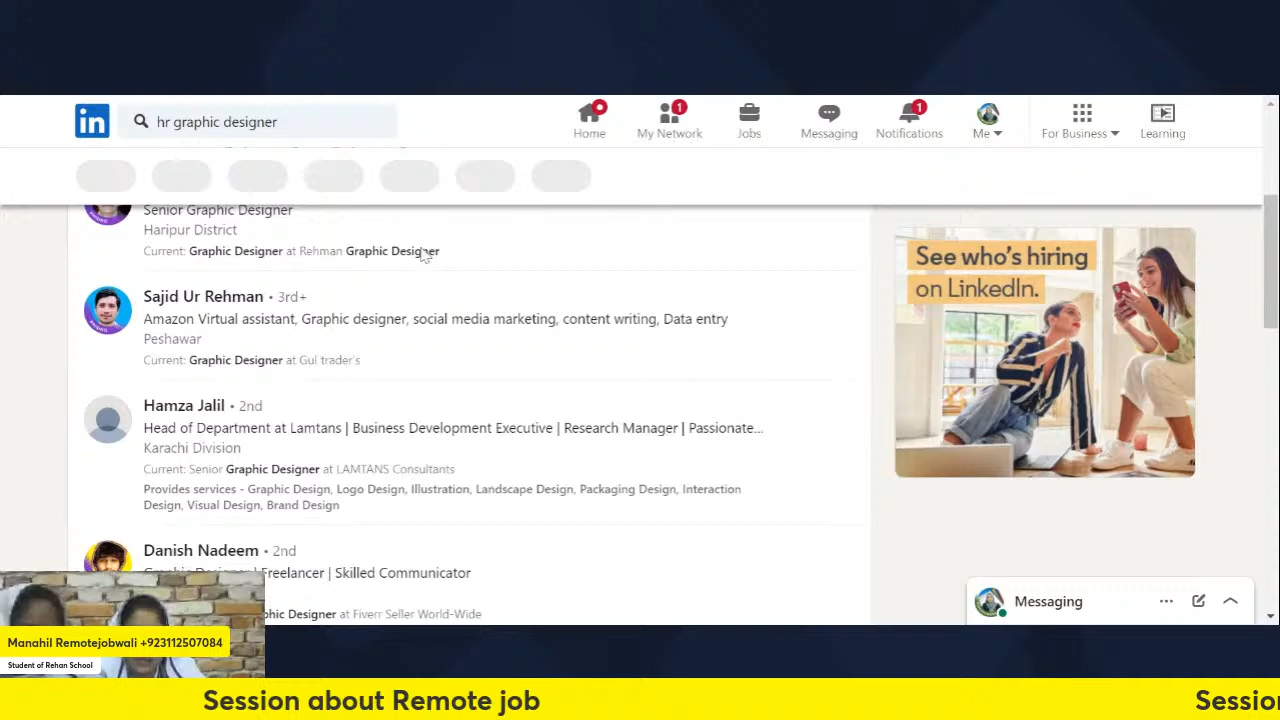 in
hr graphic designer
1
1
Home
My Network
Jobs
Messaging
Notifications
Me
For Business
Learning
Senior Graphic Designer
Haripur District
Current: Graphic Designer at Rehman Graphic Designer
Sajid Ur Rehman • 3rd+
Amazon Virtual assistant, Graphic designer, social media marketing, content writing, Data entry
Peshawar
Current: Graphic Designer at Gul trader's
Hamza Jalil • 2nd
Head of Department at Lamtans | Business Development Executive | Research Manager | Passionate...
Karachi Division
Current: Senior Graphic Designer at LAMTANS Consultants
Provides services - Graphic Design, Logo Design, Illustration, Landscape Design, Packaging Design, Interaction
Design, Visual Design, Brand Design
Danish Nadeem • 2nd
Freelancer | Skilled Communicator
Designer at Fiverr Seller World-Wide
See who's hiring
on LinkedIn.
Messaging
Manahil Remotejobwali +923112507084
Student of Rehan School
Session about Remote job